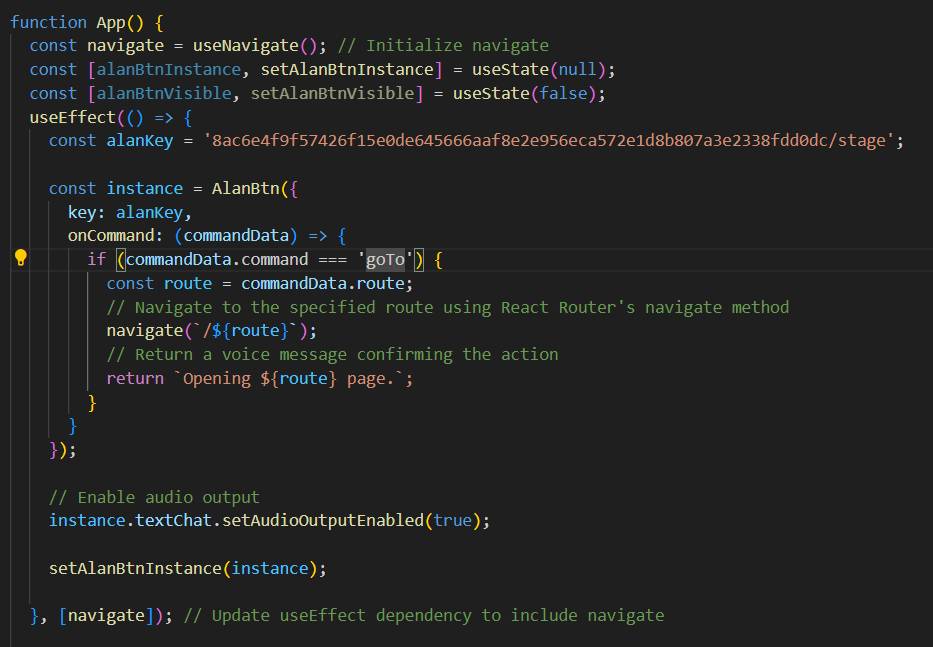 function App() {
const navigate = useNavigate(); // Initialize navigate
const [alanBtnInstance, setAlanBtnInstance] = useState(null);
const [alanBtnVisible, setAlanBtnVisible] = useState(false);
useEffect(() => {
const alanKey = '8ac6e4f9f57426f15e0de645666aaf8e2e956eca572e1d8b807a3e2338fdd0dc/stage';
const instance = AlanBtn({
key: alanKey,
onCommand: (commandData) => {
if (commandData.command === 'goTo') {
const route = commandData.route;
// Navigate to the specified route using React Router's navigate method
navigate(`/${route}`);
// Return a voice message confirming the action
return `Opening ${route} page.`;
}
}
});
// Enable audio output
instance.textChat.setAudioOutputEnabled(true);
setAlanBtnInstance(instance);
}, [navigate]); // Update useEffect dependency to include navigate